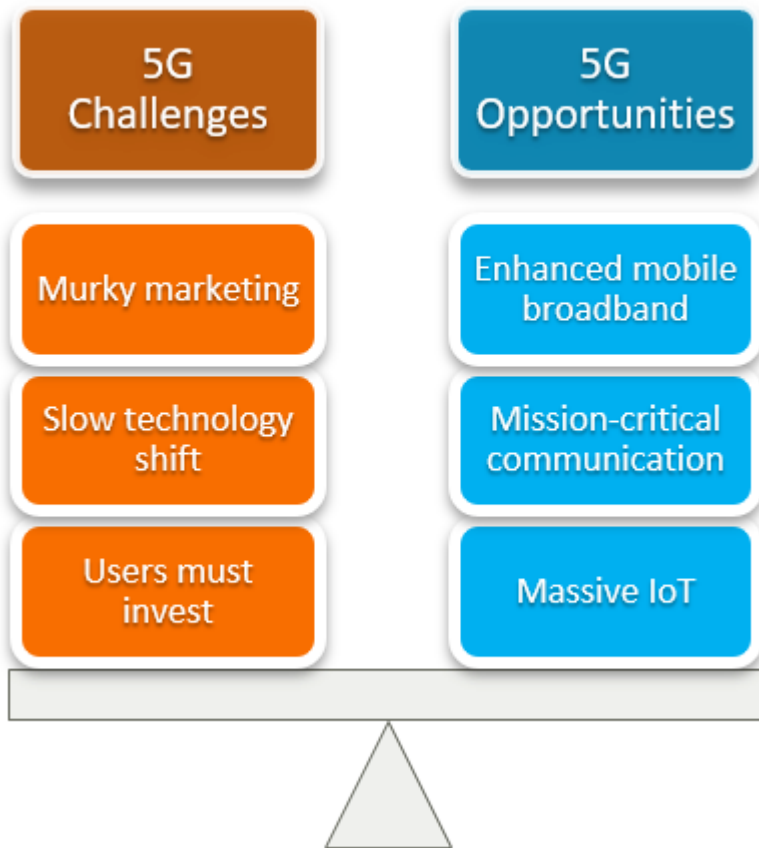 5G
Challenges
Murky marketing
Slow technology
shift
Users must
invest
5G
Opportunities
Enhanced mobile
broadband
Mission-critical
communication
Massive IoT